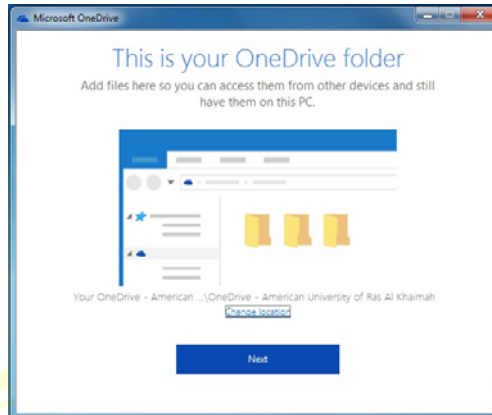 Microsoft OneDrive
This is your OneDrive folder
Add files here so you can access them from other devices and still
have them on this PC.
Your OneDrive - American ...\OneDrive - American University of Ras Al Khaimah
Change location
Next